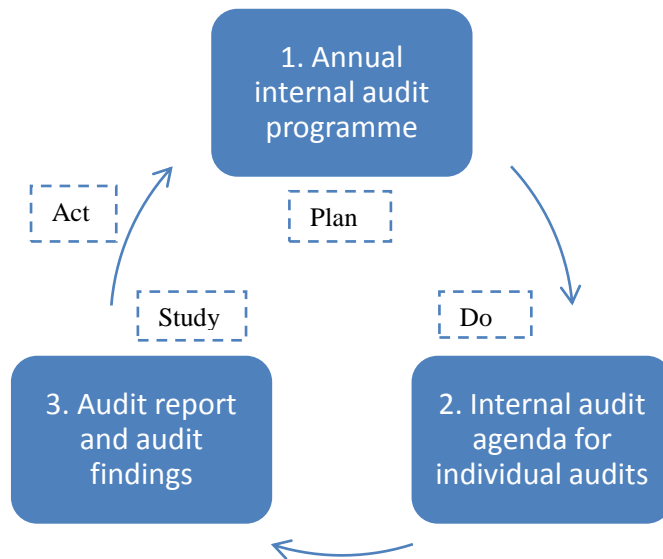 1. Annual
internal audit
programme
Act
Plan
Study
Do
3. Audit report
and audit
findings
2. Internal audit
agenda for
individual audits